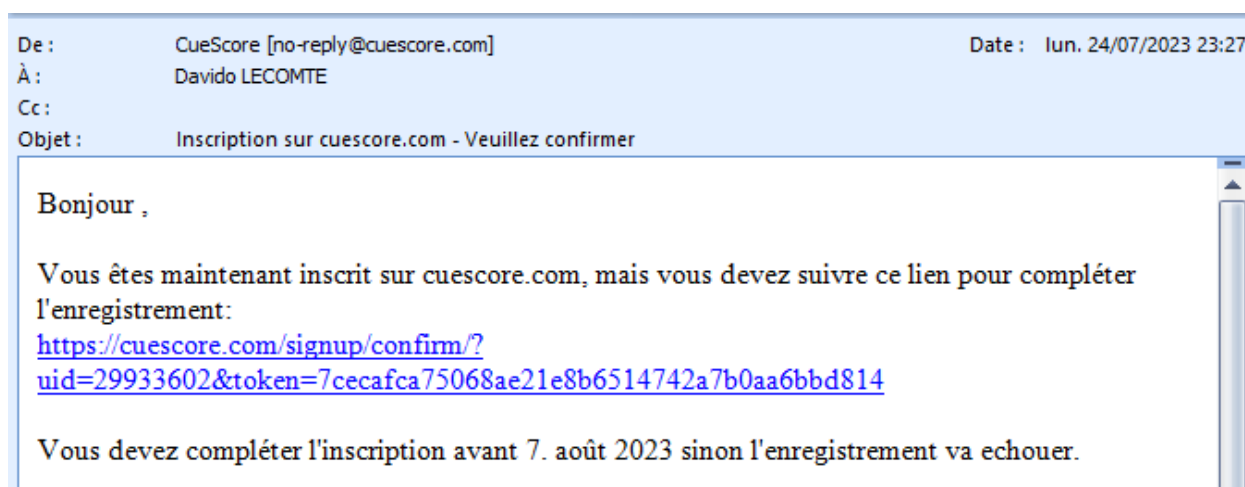 De : CueScore [no-reply@cuescore.com] Date : lun. 24/07/2023 23:27
À : Davido LECOMTE
Cc :
Objet : Inscription sur cuescore.com - Veuillez confirmer
Bonjour ,
Vous êtes maintenant inscrit sur cuescore.com, mais vous devez suivre ce lien pour compléter
l'enregistrement:
https://cuescore.com/signup/confirm/?
uid=29933602&token=7cecafca75068ae21e8b6514742a7b0aa6bbd814
Vous devez compléter l'inscription avant 7. août 2023 sinon l'enregistrement va echouer.